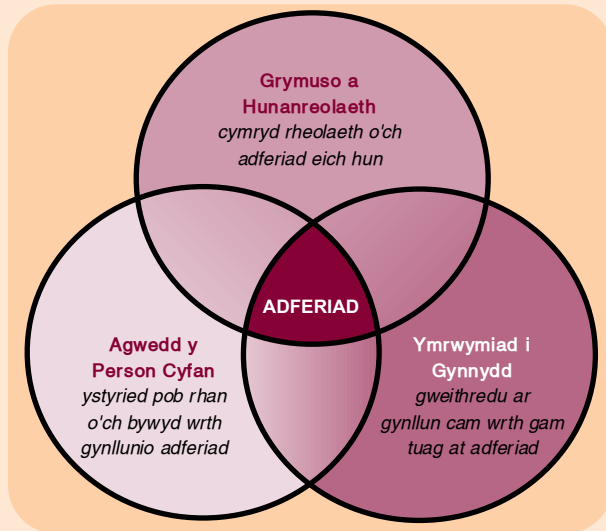 Grymuso a
Hunanreolaeth
cymryd rheolaeth o'ch
adferiad eich hun
ADFERIAD
Agwedd y
Person Cyfan
ystyried pob rhan
o'ch bywyd wrth
gynllunio adferiad
Ymrwymiad i
Gynnydd
gweithredu ar
gynllun cam wrth gam
tuag at adferiad